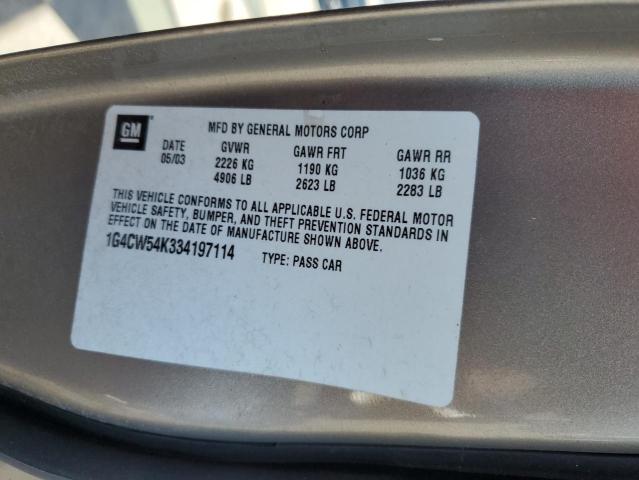 GM
MFD BY GENERAL MOTORS CORP
DATE GVWR GAWR FRT GAWR RR
05/03 2226 KG 1190 KG 1036 KG
4906 LB 2623 LB 2283 LB
THIS VEHICLE CONFORMS TO ALL APPLICABLE U.S. FEDERAL MOTOR
VEHICLE SAFETY, BUMPER, AND THEFT PREVENTION STANDARDS IN
EFFECT ON THE DATE OF MANUFACTURE SHOWN ABOVE.
1G4CW54K334197114 TYPE: PASS CAR